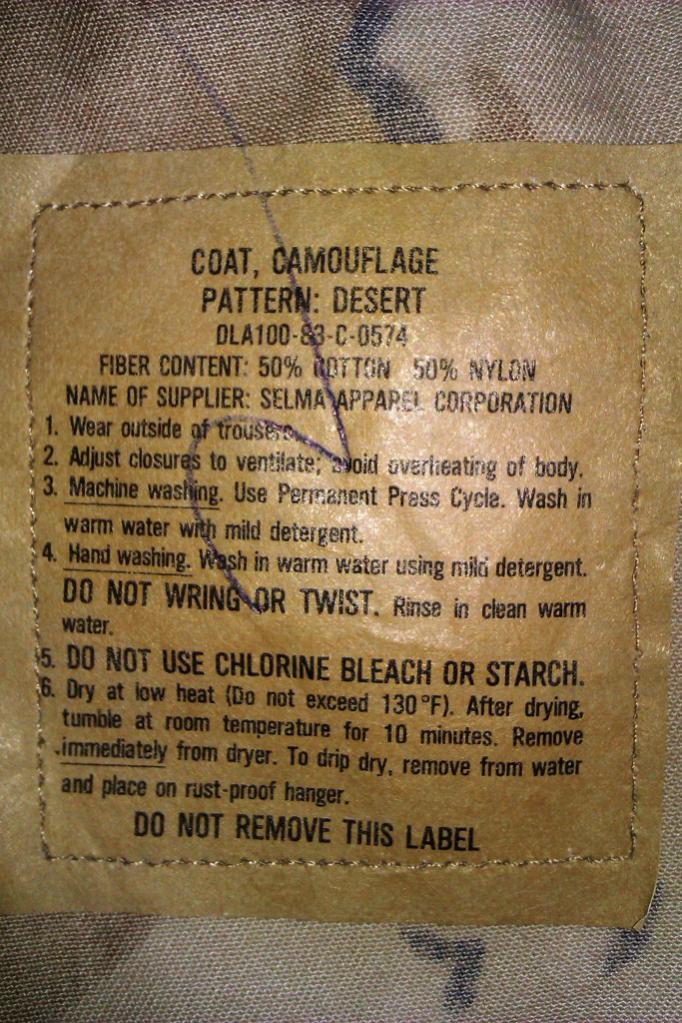 COAT, CAMOUFLAGE
PATTERN: DESERT
DLA100-83-C-0574
FIBER CONTENT: 50% COTTON 50% NYLON
NAME OF SUPPLIER: SELMA APPAREL CORPORATION
1. Wear outside of trousers.
2. Adjust closures to ventilate; avoid overheating of body.
3. Machine washing. Use Permanent Press Cycle. Wash in
warm water with mild detergent.
4. Hand washing. Wash in warm water using mild detergent.
DO NOT WRING OR TWIST. Rinse in clean warm
water.
5. DO NOT USE CHLORINE BLEACH OR STARCH.
6. Dry at low heat (Do not exceed 130°F). After drying,
tumble at room temperature for 10 minutes. Remove
immediately from dryer. To drip dry, remove from water
and place on rust-proof hanger.
DO NOT REMOVE THIS LABEL